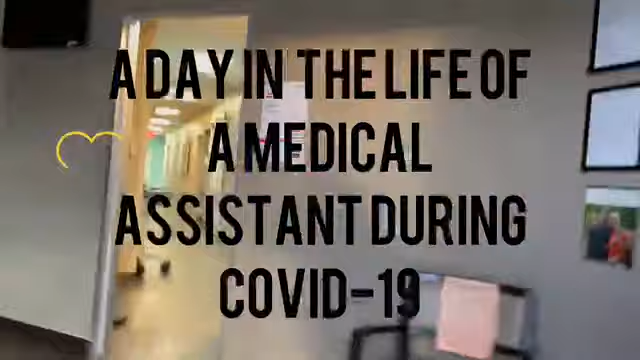 A DAY IN THE LIFE OF
A MEDICAL
ASSISTANT DURING
COVID-19